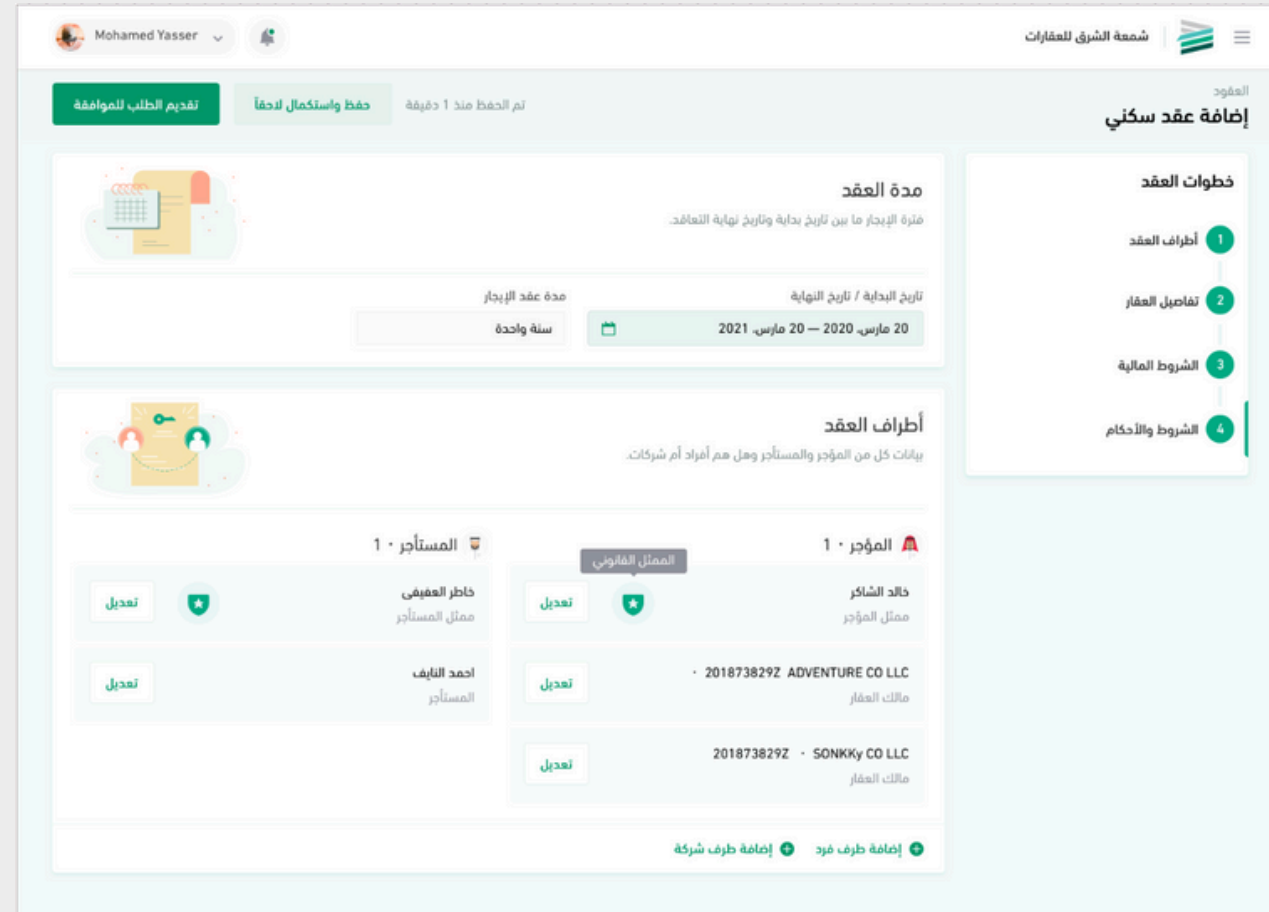 شمعة الشرق للعقارات
Mohamed Yasser
العقود
إضافة عقد سكني
تم الحفظ منذ 1 دقيقة
حفظ واستكمال لاحقاً
تقديم الطلب للموافقة
خطوات العقد
1 أطراف العقد
2 تفاصيل العقار
3 الشروط المالية
4 الشروط والأحكام
مدة العقد
فترة الإيجار ما بين تاريخ بداية وتاريخ نهاية التعاقد.
تاريخ البداية / تاريخ النهاية
20 مارس، 2020 — 20 مارس، 2021
مدة عقد الإيجار
سنة واحدة
أطراف العقد
بيانات كل من المؤجر والمستأجر وهل هم أفراد أم شركات.
المؤجر · 1
الممثل القانوني
خالد الشاكر
ممثل المؤجر
تعديل
201873829Z ADVENTURE CO LLC ·
مالك العقار
تعديل
201873829Z · SONKKy CO LLC
مالك العقار
تعديل
المستأجر · 1
خاطر العفيفى
ممثل المستأجر
تعديل
احمد النايف
المستأجر
تعديل
إضافة طرف فرد
إضافة طرف شركة